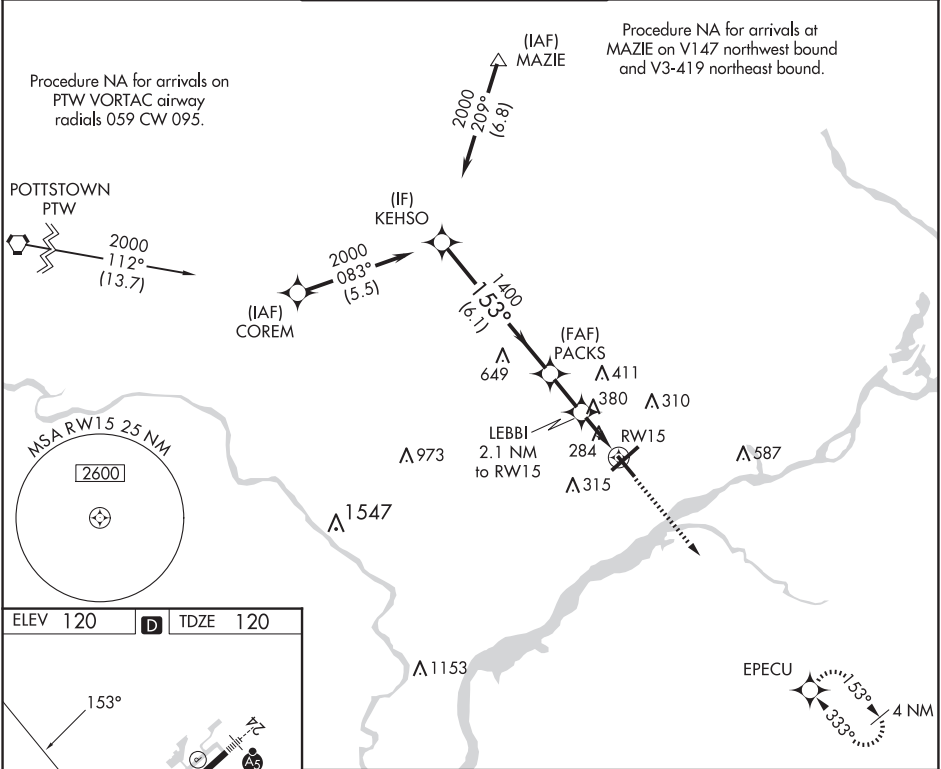 Procedure NA for arrivals on
PTW VORTAC airway
radials 059 CW 095.
(IAF)
MAZIE
Procedure NA for arrivals at
MAZIE on V147 northwest bound
and V3-419 northeast bound.
2000
209°
(6.8)
POTTSTOWN
PTW
2000
112°
(13.7)
(IF)
KEHSO
2000
083°
(5.5)
(IAF)
COREM
1400
153°
(6.1)
(FAF)
PACKS
649
411
380
310
LEBBI
2.1 NM
to RW15
284
RW15
973
587
315
MSA RW15 25 NM
2600
1547
ELEV 120 D TDZE 120
1153
EPECU
153°
333°
4 NM
153°
24
A5